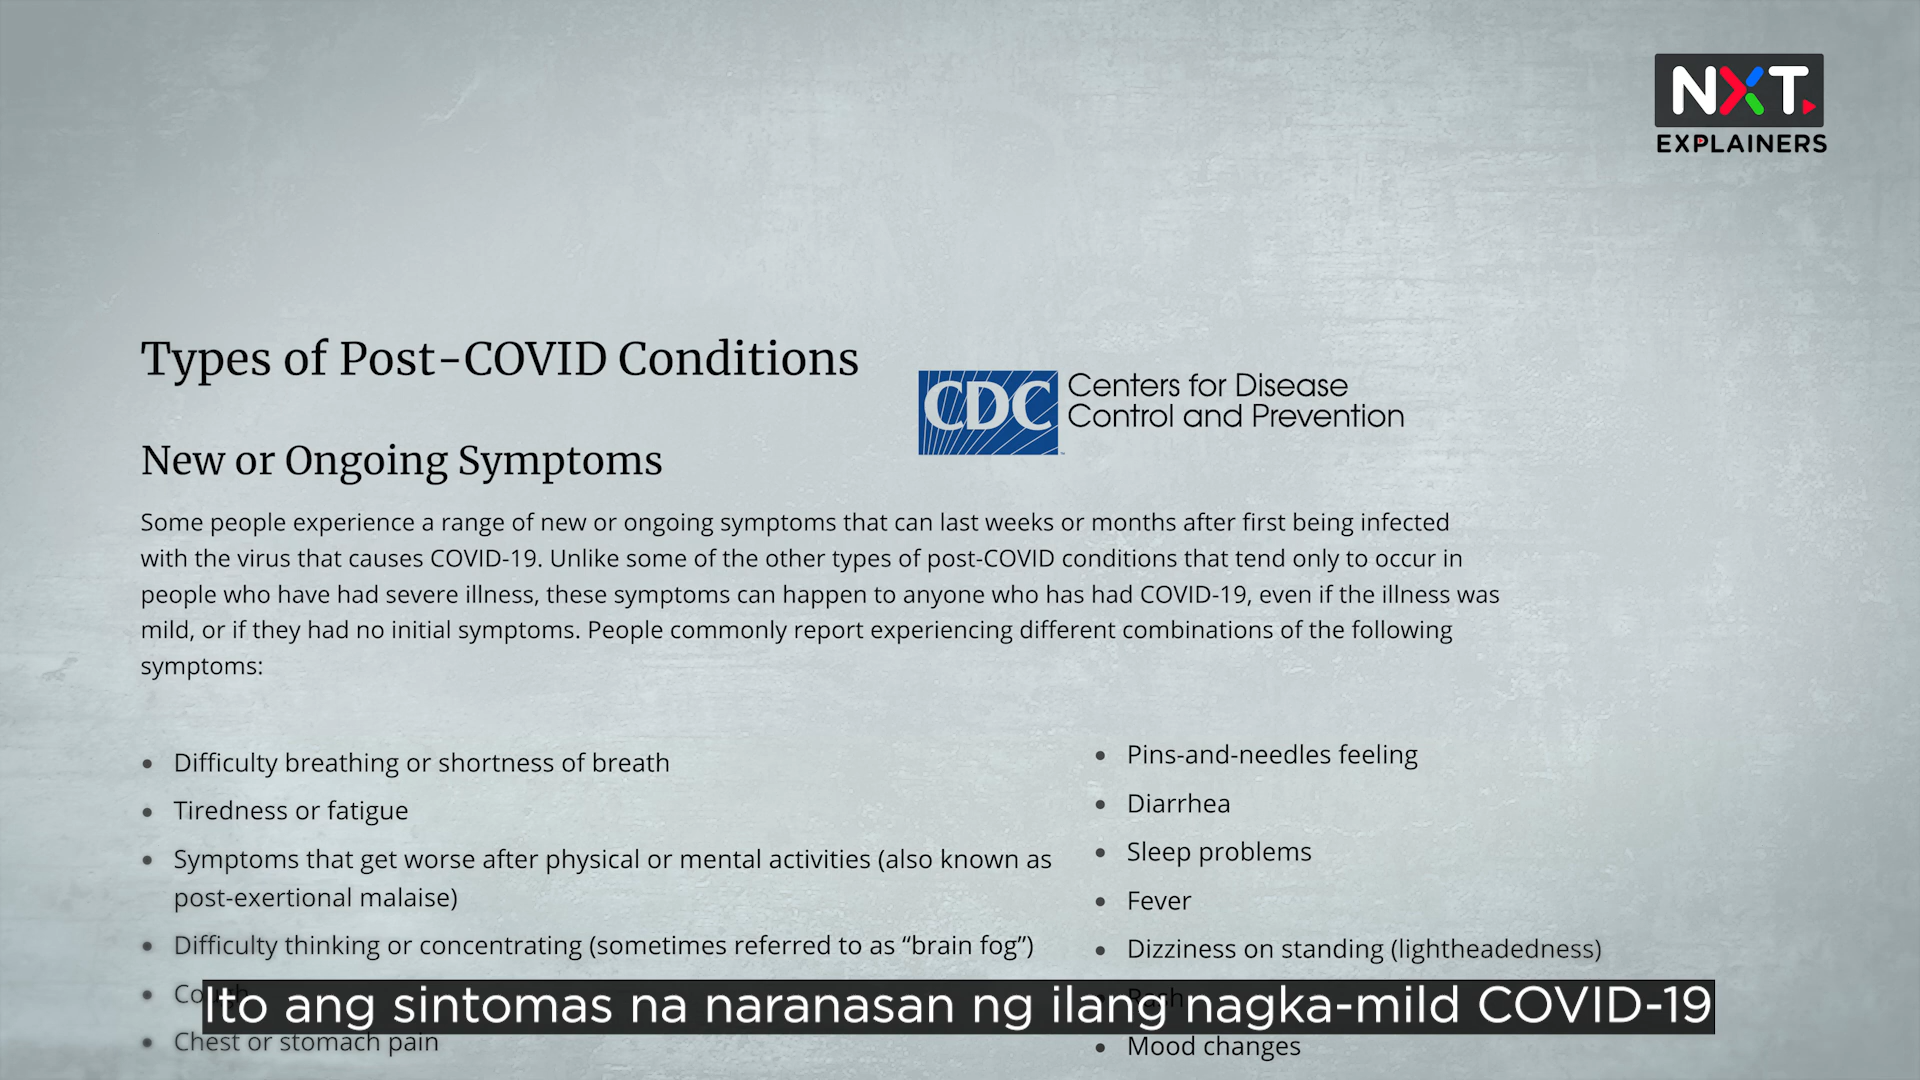 NXT
EXPLAINERS
Types of Post-COVID Conditions
CDC
Centers for Disease
Control and Prevention
New or Ongoing Symptoms
Some people experience a range of new or ongoing symptoms that can last weeks or months after first being infected
with the virus that causes COVID-19. Unlike some of the other types of post-COVID conditions that tend only to occur in
people who have had severe illness, these symptoms can happen to anyone who has had COVID-19, even if the illness was
mild, or if they had no initial symptoms. People commonly report experiencing different combinations of the following
symptoms:
• Difficulty breathing or shortness of breath
• Tiredness or fatigue
• Symptoms that get worse after physical or mental activities (also known as
post-exertional malaise)
• Difficulty thinking or concentrating (sometimes referred to as “brain fog”)
• Cough
• Chest or stomach pain
• Pins-and-needles feeling
• Diarrhea
• Sleep problems
• Fever
• Dizziness on standing (lightheadedness)
• Rash
• Mood changes
Ito ang sintomas na naranasan ng ilang nagka-mild COVID-19